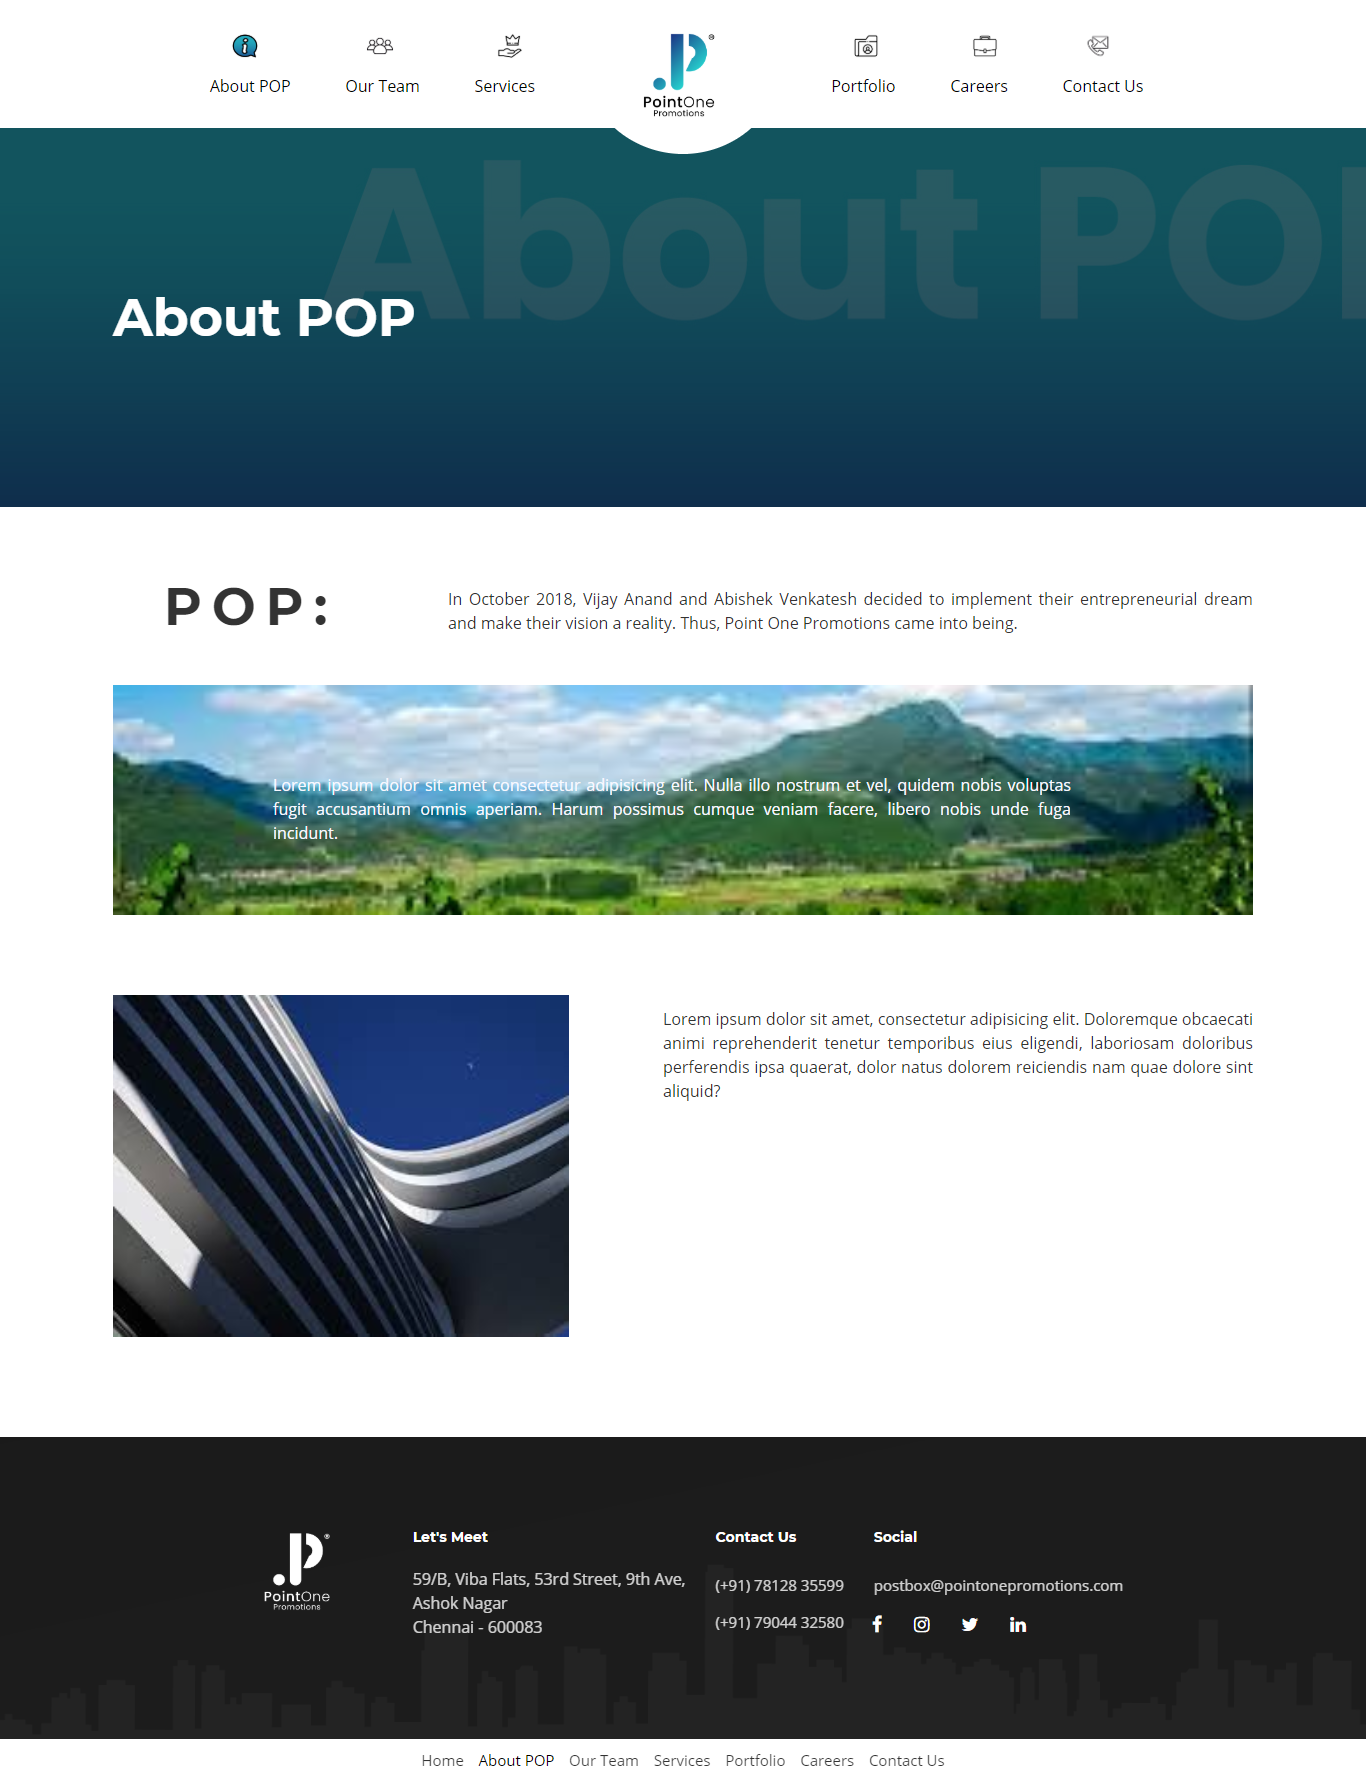 About POP
Our Team
Services
PointOne
Promotions
Portfolio
Careers
Contact Us
About POP
About POP
POP:
In October 2018, Vijay Anand and Abishek Venkatesh decided to implement their entrepreneurial dream
and make their vision a reality. Thus, Point One Promotions came into being.
Lorem ipsum dolor sit amet consectetur adipisicing elit. Nulla illo nostrum et vel, quidem nobis voluptas
fugit accusantium omnis aperiam. Harum possimus cumque veniam facere, libero nobis unde fuga
incidunt.
Lorem ipsum dolor sit amet, consectetur adipisicing elit. Doloremque obcaecati
animi reprehenderit tenetur temporibus eius eligendi, laboriosam doloribus
perferendis ipsa quaerat, dolor natus dolorem reiciendis nam quae dolore sint
aliquid?
PointOne
Promotions
Let's Meet
59/B, Viba Flats, 53rd Street, 9th Ave,
Ashok Nagar
Chennai - 600083
Contact Us
(+91) 78128 35599
(+91) 79044 32580
Social
postbox@pointonepromotions.com
Home About POP Our Team Services Portfolio Careers Contact Us